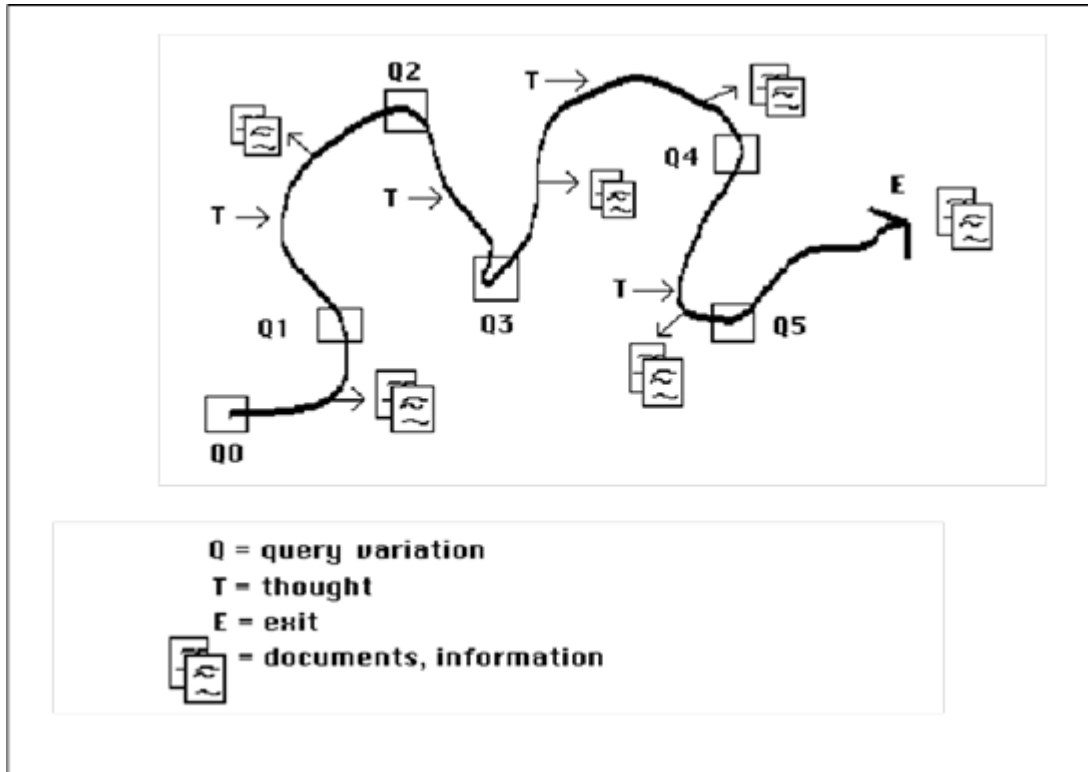 Q2
T
Q4
E
T
T
Q3
T
Q1
Q5
Q0
Q = query variation
T = thought
E = exit
= documents, information